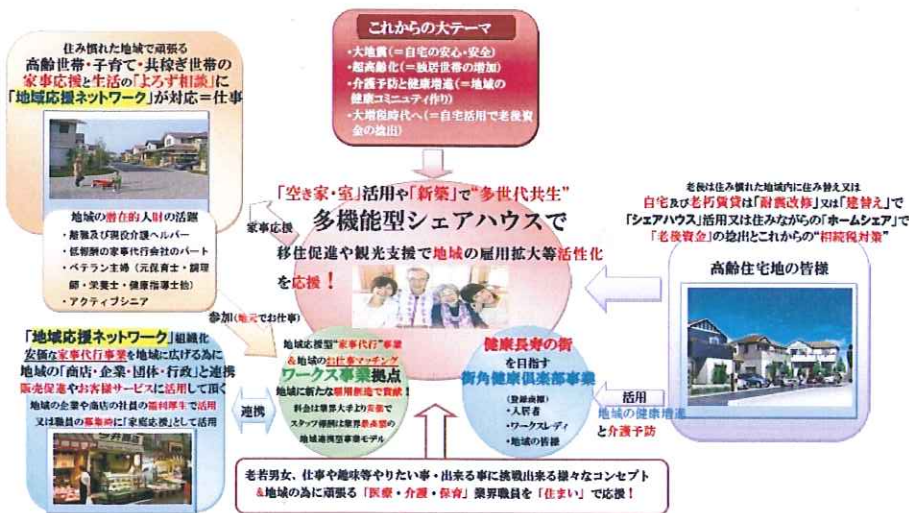 これからの大テーマ
・大地震(=自宅の安心・安全)
・超高齢化(=独居世帯の増加)
・介護予防と健康増進(=地域の
健康コミュニティ作り)
・大増税時代へ(=自宅活用で老後資
金の捻出)
住み慣れた地域で頑張る
高齢世帯・子育て・共稼ぎ世帯の
家事応援と生活の「よろず相談」に
「地域応援ネットワーク」が対応=仕事
地域の潜在的人財の活躍
・離職及び現役介護ヘルパー
・低報酬の家事代行会社のパート
・ベテラン主婦(元保育士・調理
師・栄養士・健康指導士他)
・アクティブシニア
家事応援
参加(地元でお仕事)
「空き家・室」活用や「新築」で“多世代共生”
多機能型シェアハウスで
移住促進や観光支援で地域の雇用拡大等活性化
を応援!
老後は住み慣れた地域内に住み替え又は
自宅及び老朽賃貸は「耐震改修」又は「建替え」で
「シェアハウス」活用又は住みながらの「ホームシェア」で
「老後資金」の捻出とこれからの“相続税対策”
高齢住宅地の皆様
「地域応援ネットワーク」組織化
安価な家事代行事業を地域に広げる為に
地域の「商店・企業・団体・行政」と連携
販売促進やお客様サービスに活用して頂く
地域の企業や商店の社員の福利厚生で活用
又は職員の募集時に「家庭応援」として活用
連携
地域応援型“家事代行”事業
&地域のお仕事マッチング
ワークス事業拠点
地域に新たな雇用創造で貢献!
料金は業界大手より安価で
スタッフ報酬は業界最高額の
地域連携型事業モデル
健康長寿の街
を目指す
街角健康倶楽部事業
(登録商標)
・入居者
・ワークスレディ
・地域の皆様
活用
地域の健康増進
と介護予防
老若男女、仕事や趣味等やりたい事・出来る事に挑戦出来る様々なコンセプト
&地域の為に頑張る「医療・介護・保育」業界職員を「住まい」で応援!